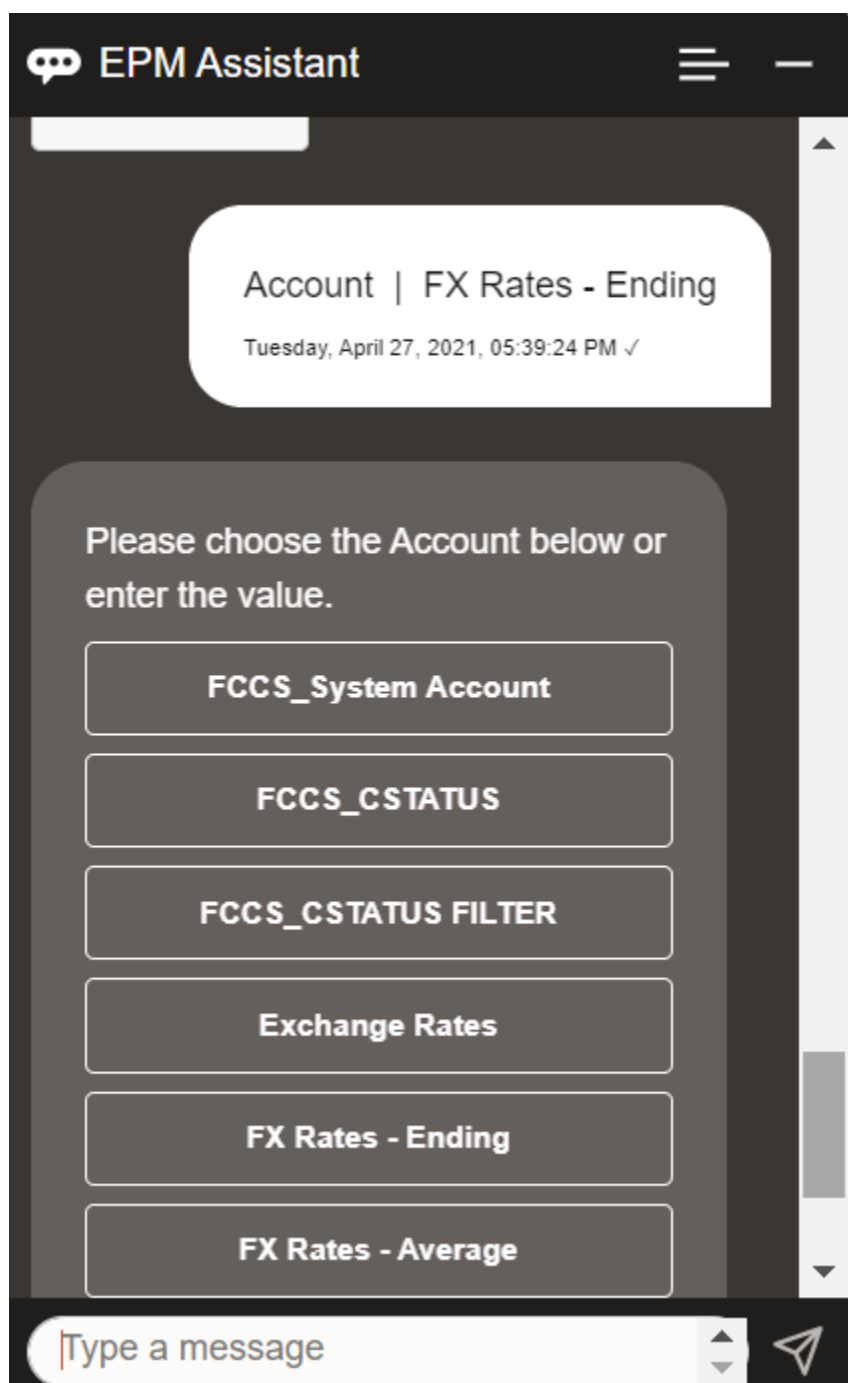 EPM Assistant
Account | FX Rates - Ending
Tuesday, April 27, 2021, 05:39:24 PM ✓
Please choose the Account below or
enter the value.
FCCS_System Account
FCCS_CSTATUS
FCCS_CSTATUS FILTER
Exchange Rates
FX Rates - Ending
FX Rates - Average
Type a message